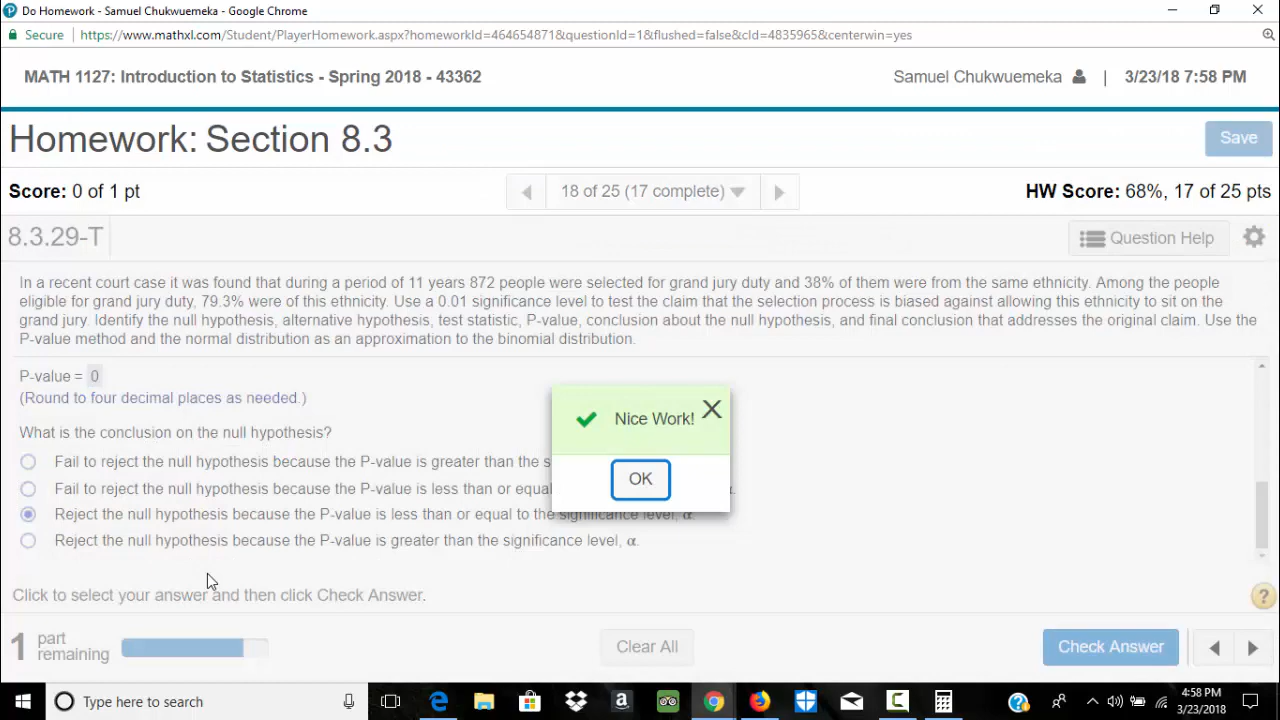 Do Homework - Samuel Chukwuemeka - Google Chrome
Secure https://www.mathxl.com/Student/PlayerHomework.aspx?homeworkId=464654871&questionId=1&flushed=false&cId=4835965&centerwin=yes
MATH 1127: Introduction to Statistics - Spring 2018 - 43362
Samuel Chukwuemeka | 3/23/18 7:58 PM
Homework: Section 8.3
Save
Score: 0 of 1 pt
18 of 25 (17 complete)
HW Score: 68%, 17 of 25 pts
8.3.29-T
Question Help
In a recent court case it was found that during a period of 11 years 872 people were selected for grand jury duty and 38% of them were from the same ethnicity. Among the people
eligible for grand jury duty, 79.3% were of this ethnicity. Use a 0.01 significance level to test the claim that the selection process is biased against allowing this ethnicity to sit on the
grand jury. Identify the null hypothesis, alternative hypothesis, test statistic, P-value, conclusion about the null hypothesis, and final conclusion that addresses the original claim. Use the
P-value method and the normal distribution as an approximation to the binomial distribution.
P-value = 0
(Round to four decimal places as needed.)
What is the conclusion on the null hypothesis?
Fail to reject the null hypothesis because the P-value is greater than the s
Fail to reject the null hypothesis because the P-value is less than or equal
Reject the null hypothesis because the P-value is less than or equal to the significance level, α.
Reject the null hypothesis because the P-value is greater than the significance level, α.
Nice Work!
OK
Click to select your answer and then click Check Answer.
?
1 part
remaining
Clear All
Check Answer
Type here to search
4:58 PM
3/23/2018